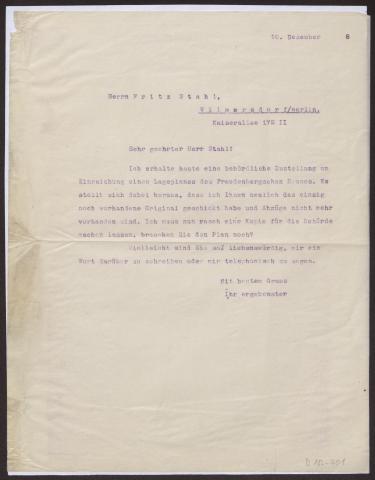 10. Dezember 8
Herrn Fritz Stahl,
Wilmersdorf/Berlin.
Kaiserallee 172 II
Sehr geehrter Herr Stahl!
Ich erhalte heute eine behördliche Zustellung um
Einreichung eines Lageplanes des Freudenbergschen Hauses. Es
stellt sich dabei heraus, dass ich Ihnen neulich das einzig
noch vorhandene Original geschickt habe und Abzüge nicht mehr
vorhanden sind. Ich muss nun rasch eine Kopie für die Behörde
machen lassen, brauchen Sie den Plan noch?
Vielleicht sind Sie so liebenswürdig, mir ein
Wort darüber zu schreiben oder mir telephonisch zu sagen.
Mit bestem Gruss
Ihr ergebenster